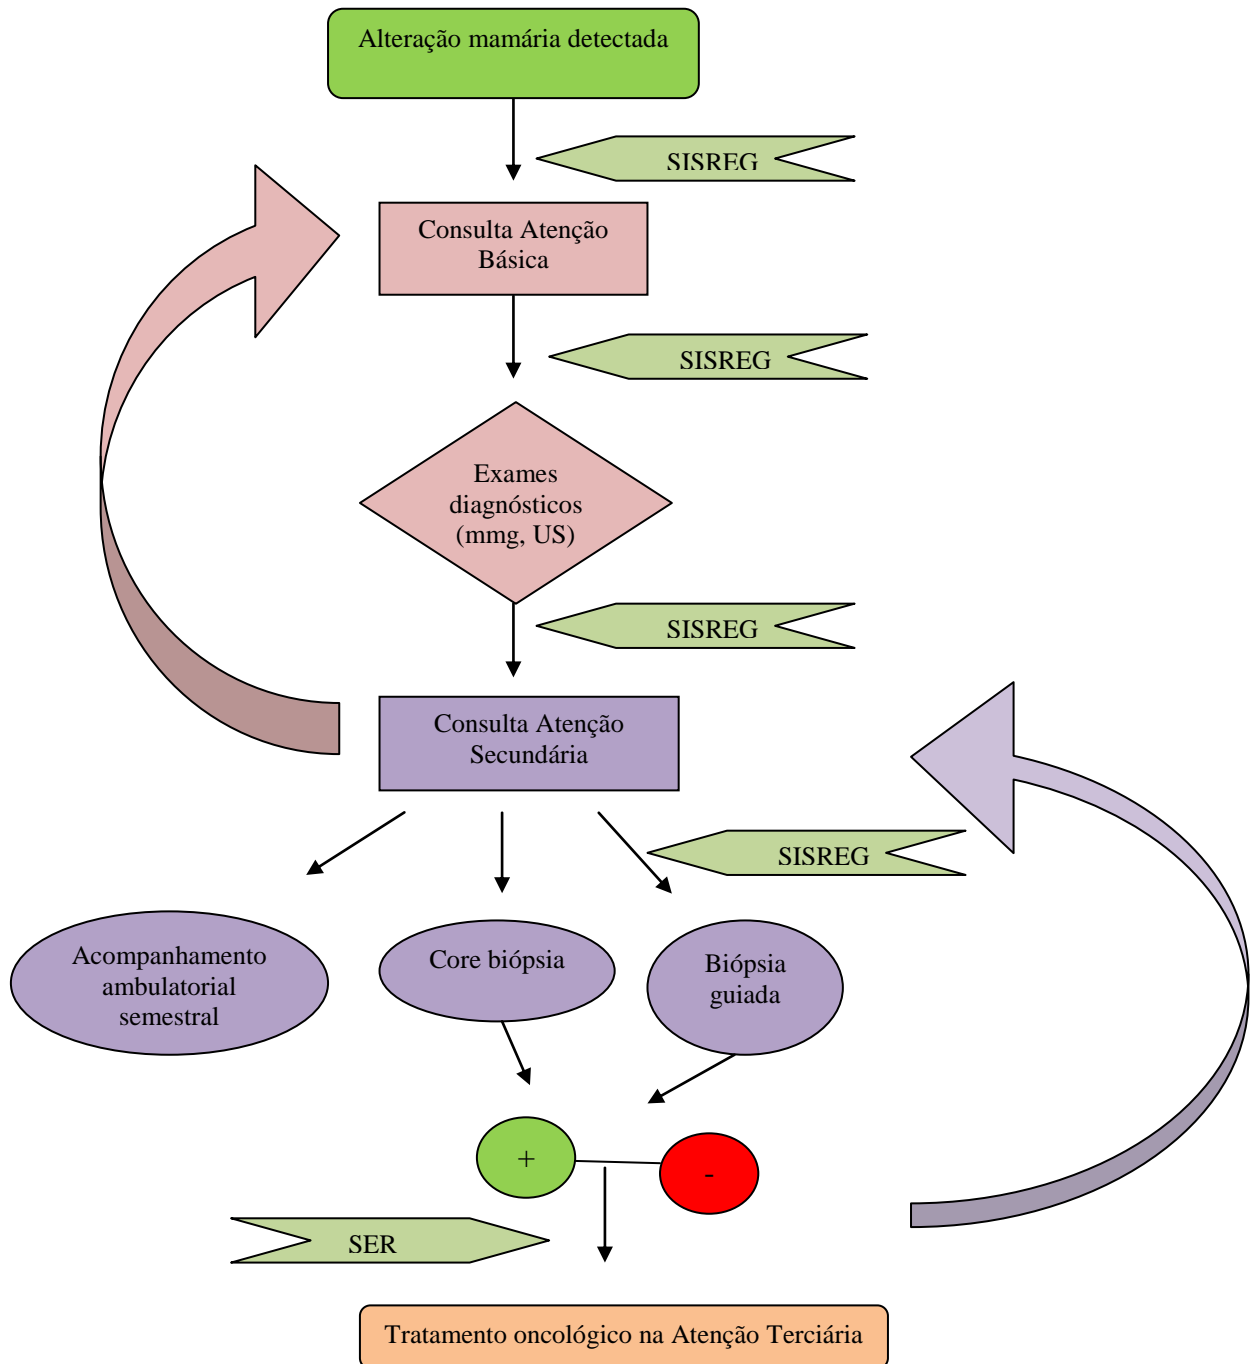 Alteração mamária detectada
SISREG
Consulta Atenção
Básica
SISREG
Exames
diagnósticos
(mmg, US)
SISREG
Consulta Atenção
Secundária
SISREG
Acompanhamento
ambulatorial
semestral
Core biópsia
Biópsia
guiada
+
-
SER
Tratamento oncológico na Atenção Terciária